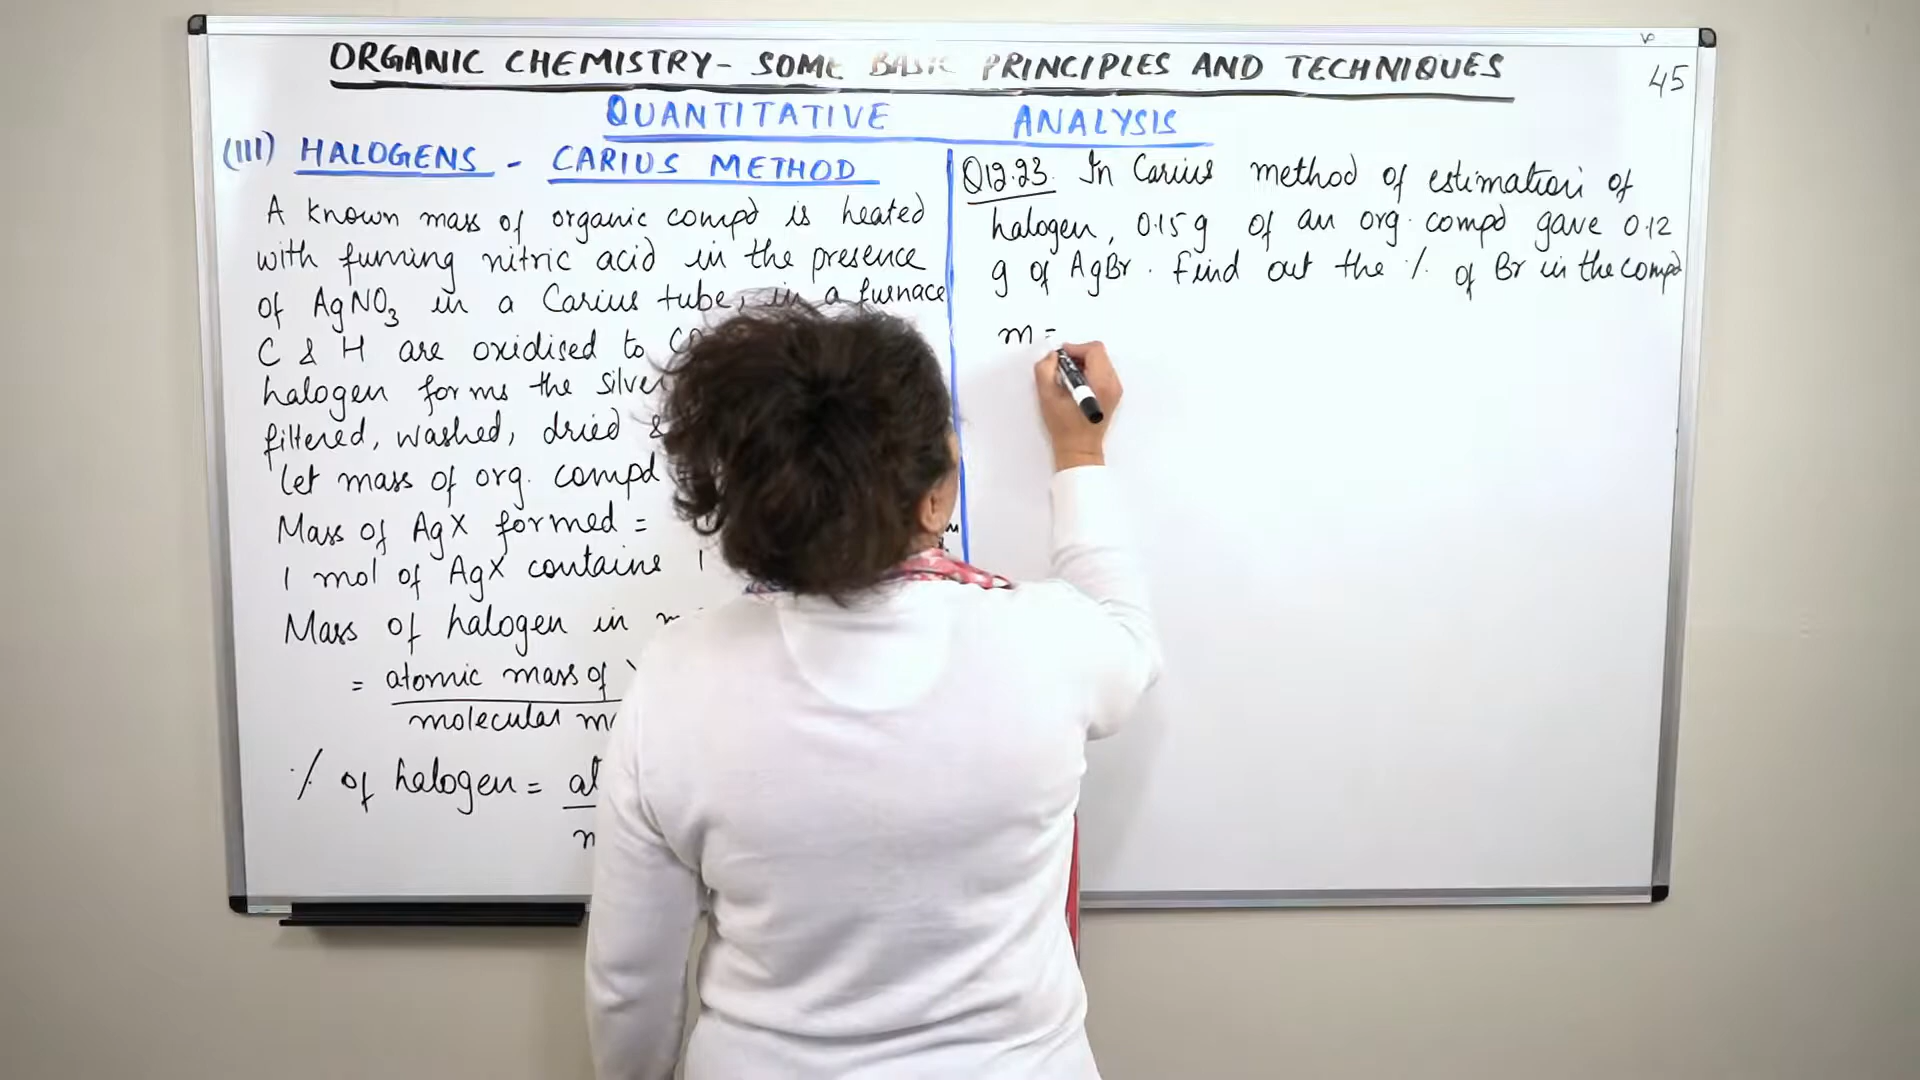 ORGANIC CHEMISTRY - SOME BASIC PRINCIPLES AND TECHNIQUES
45
QUANTITATIVE ANALYSIS
(III) HALOGENS - CARIUS METHOD
A known mass of organic compd is heated
with fuming nitric acid in the presence
of AgNO3 in a Carius tube, in a furnace
C & H are oxidised to
halogen forms the silver
filtered, washed, dried &
Let mass of org. compd
Mass of AgX formed =
1 mol of AgX contains 1
Mass of halogen in
= atomic mass of
molecular
% of halogen =
Q12.23. In Carius method of estimation of
halogen, 0.15 g of an org. compd gave 0.12
g of AgBr. Find out the % of Br in the compd
m =